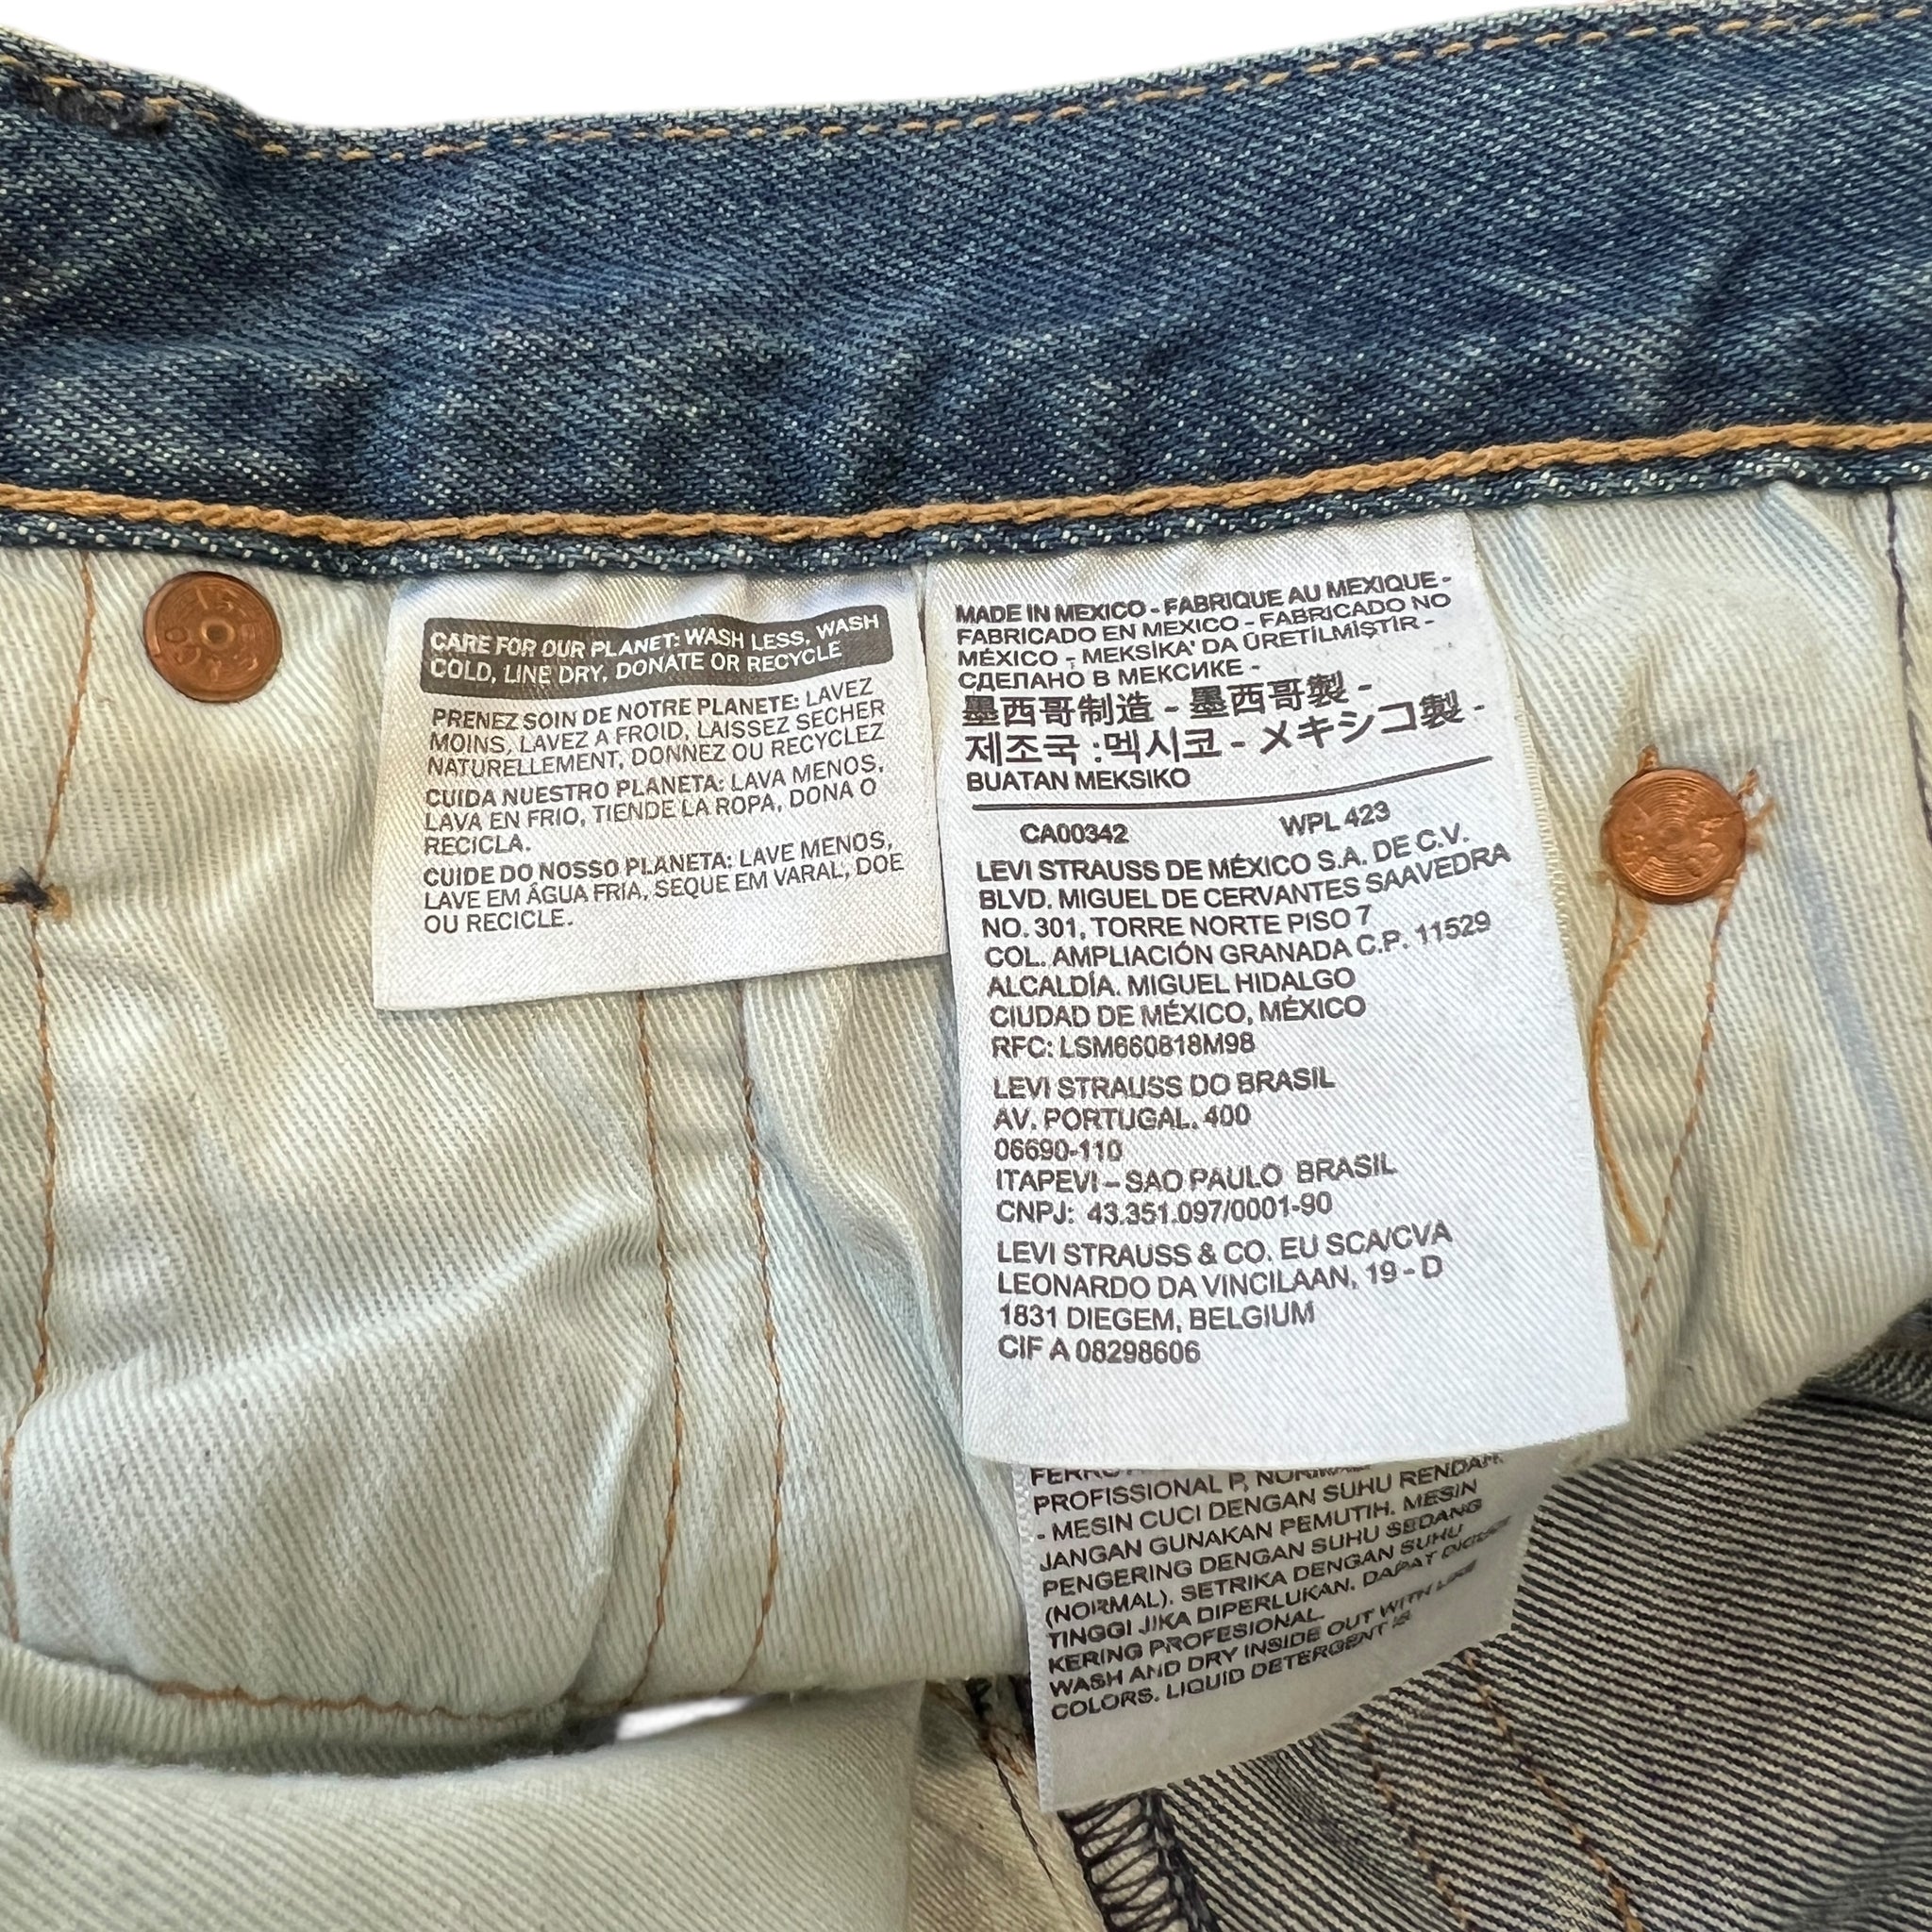 CARE FOR OUR PLANET: WASH LESS, WASH
COLD, LINE DRY, DONATE OR RECYCLE
PRENEZ SOIN DE NOTRE PLANETE: LAVEZ
MOINS, LAVEZ A FROID, LAISSEZ SECHER
NATURELLEMENT, DONNEZ OU RECYCLEZ
CUIDA NUESTRO PLANETA: LAVA MENOS,
LAVA EN FRIO, TIENDE LA ROPA, DONA O
RECICLA.
CUIDE DO NOSSO PLANETA: LAVE MENOS,
LAVE EM ÁGUA FRIA, SEQUE EM VARAL, DOE
OU RECICLE.
MADE IN MEXICO - FABRIQUE AU MEXIQUE -
FABRICADO EN MEXICO - FABRICADO NO
MÉXICO - MEKSİKA' DA ÜRETİLMİŞTİR -
СДЕЛАНО В МЕКСИКЕ -
墨西哥制造 - 墨西哥製 -
제조국 :멕시코 - メキシコ製 -
BUATAN MEKSIKO
CA00342 WPL 423
LEVI STRAUSS DE MÉXICO S.A. DE C.V.
BLVD. MIGUEL DE CERVANTES SAAVEDRA
NO. 301, TORRE NORTE PISO 7
COL. AMPLIACIÓN GRANADA C.P. 11529
ALCALDÍA. MIGUEL HIDALGO
CIUDAD DE MÉXICO, MÉXICO
RFC: LSM660818M98
LEVI STRAUSS DO BRASIL
AV. PORTUGAL. 400
06690-110
ITAPEVI – SAO PAULO BRASIL
CNPJ: 43.351.097/0001-90
LEVI STRAUSS & CO. EU SCA/CVA
LEONARDO DA VINCILAAN, 19 - D
1831 DIEGEM, BELGIUM
CIF A 08298606
PROFISSIONAL P, NORMAL
- MESIN CUCI DENGAN SUHU RENDAH.
JANGAN GUNAKAN PEMUTIH. MESIN
PENGERING DENGAN SUHU SEDANG
(NORMAL). SETRIKA DENGAN SUHU
TINGGI JIKA DIPERLUKAN. DAPAT DICUCI
KERING PROFESIONAL.
WASH AND DRY INSIDE OUT WITH LIKE
COLORS. LIQUID DETERGENT IS